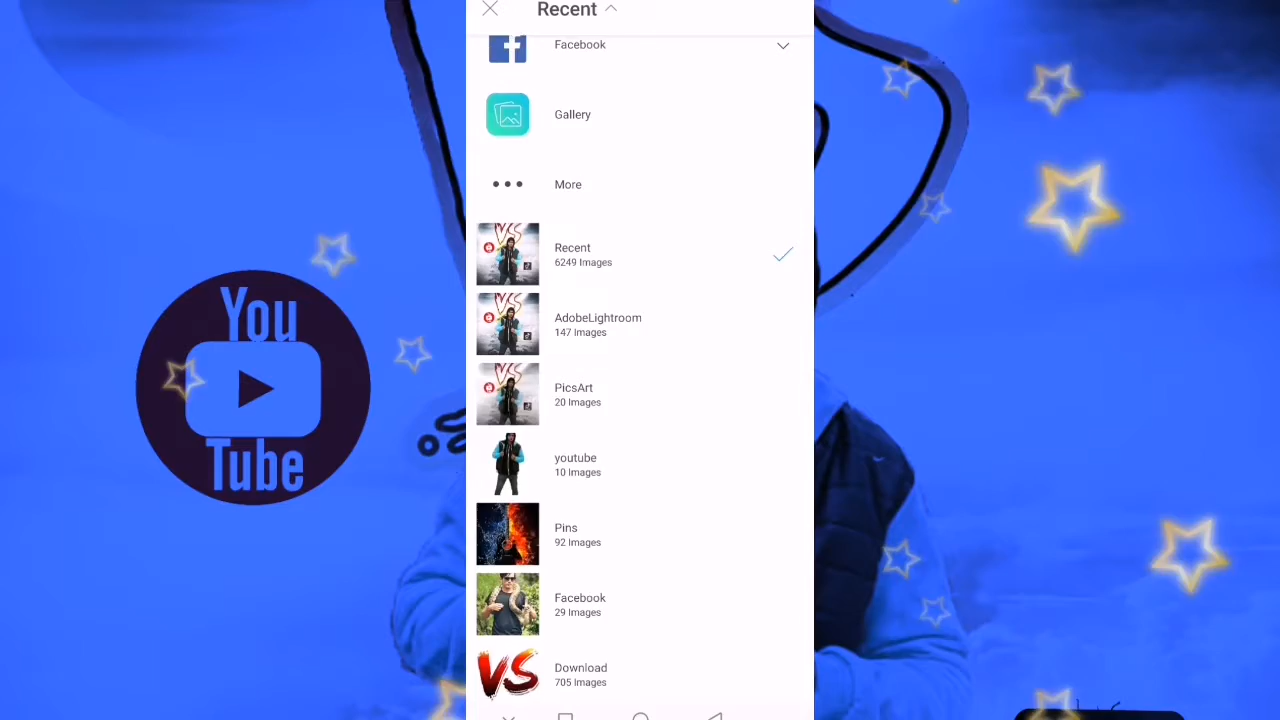 Recent
Facebook
Gallery
More
Recent
6249 Images
AdobeLightroom
147 Images
PicsArt
20 Images
youtube
10 Images
Pins
92 Images
Facebook
29 Images
Download
705 Images
You
Tube
VS